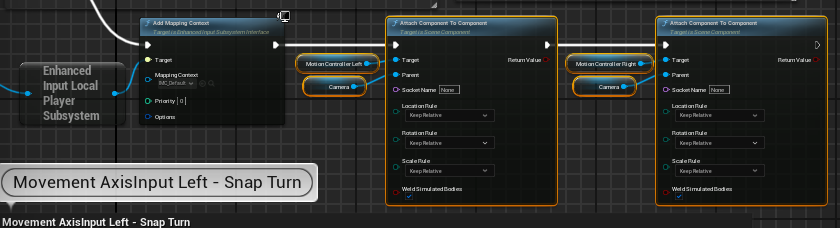 Add Mapping Context
Target is Enhanced Input Subsystem Interface
Target
Mapping Context
IMC_Default
Priority 0
Options
Enhanced
Input Local
Player
Subsystem
Motion Controller Left
Camera
Attach Component To Component
Target is Scene Component
Target
Return Value
Parent
Socket Name None
Location Rule
Keep Relative
Rotation Rule
Keep Relative
Scale Rule
Keep Relative
Weld Simulated Bodies
Motion Controller Right
Camera
Attach Component To Component
Target is Scene Component
Target
Return Value
Parent
Socket Name None
Location Rule
Keep Relative
Rotation Rule
Keep Relative
Scale Rule
Keep Relative
Weld Simulated Bodies
Movement AxisInput Left - Snap Turn
Movement AxisInput Left - Snap Turn